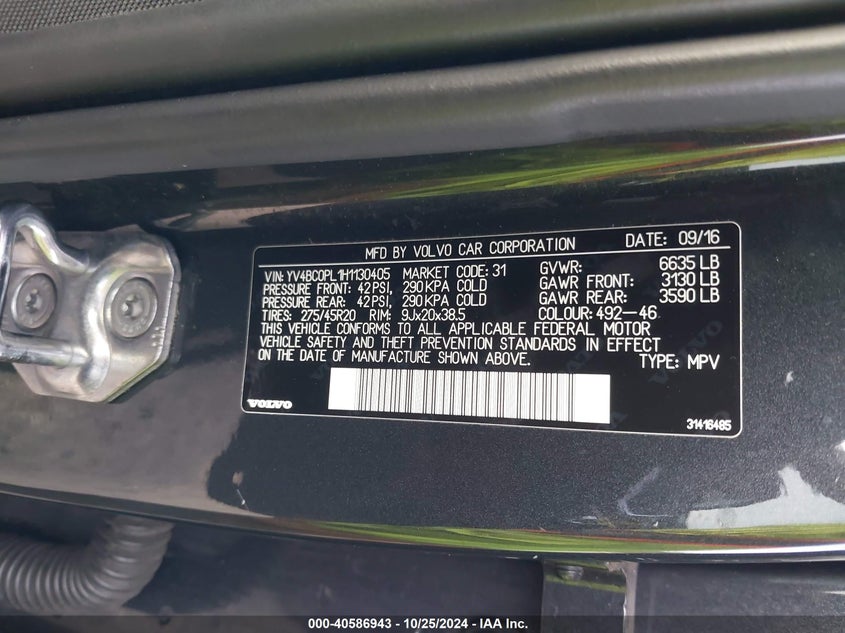 MFD BY VOLVO CAR CORPORATION DATE: 09/16
VIN: YV4BC0PL1H1130405 MARKET CODE: 31 GVWR: 6635 LB
PRESSURE FRONT: 42PSI, 290KPA COLD GAWR FRONT: 3130 LB
PRESSURE REAR: 42PSI, 290KPA COLD GAWR REAR: 3590 LB
TIRES: 275/45R20 RIM: 9Jx20x38.5 COLOUR: 492-46
THIS VEHICLE CONFORMS TO ALL APPLICABLE FEDERAL MOTOR
VEHICLE SAFETY AND THEFT PREVENTION STANDARDS IN EFFECT
ON THE DATE OF MANUFACTURE SHOWN ABOVE. TYPE: MPV
VOLVO 31416485
000-40586943 - 10/25/2024 - IAA Inc.